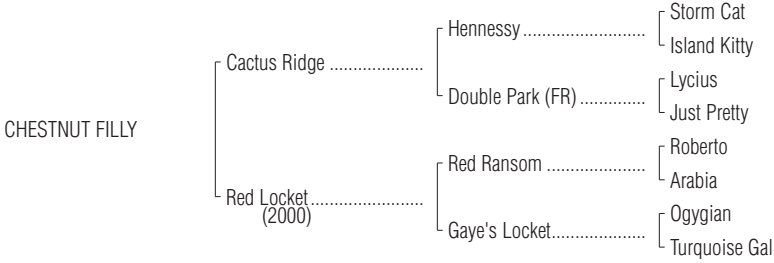 Storm Cat
Hennessy ..........................
Island Kitty
Cactus Ridge ....................
Lycius
Double Park (FR) ..............
Just Pretty
CHESTNUT FILLY
Roberto
Red Ransom .....................
Arabia
Red Locket........................
(2000)
Ogygian
Gaye's Locket....................
Turquoise Gal